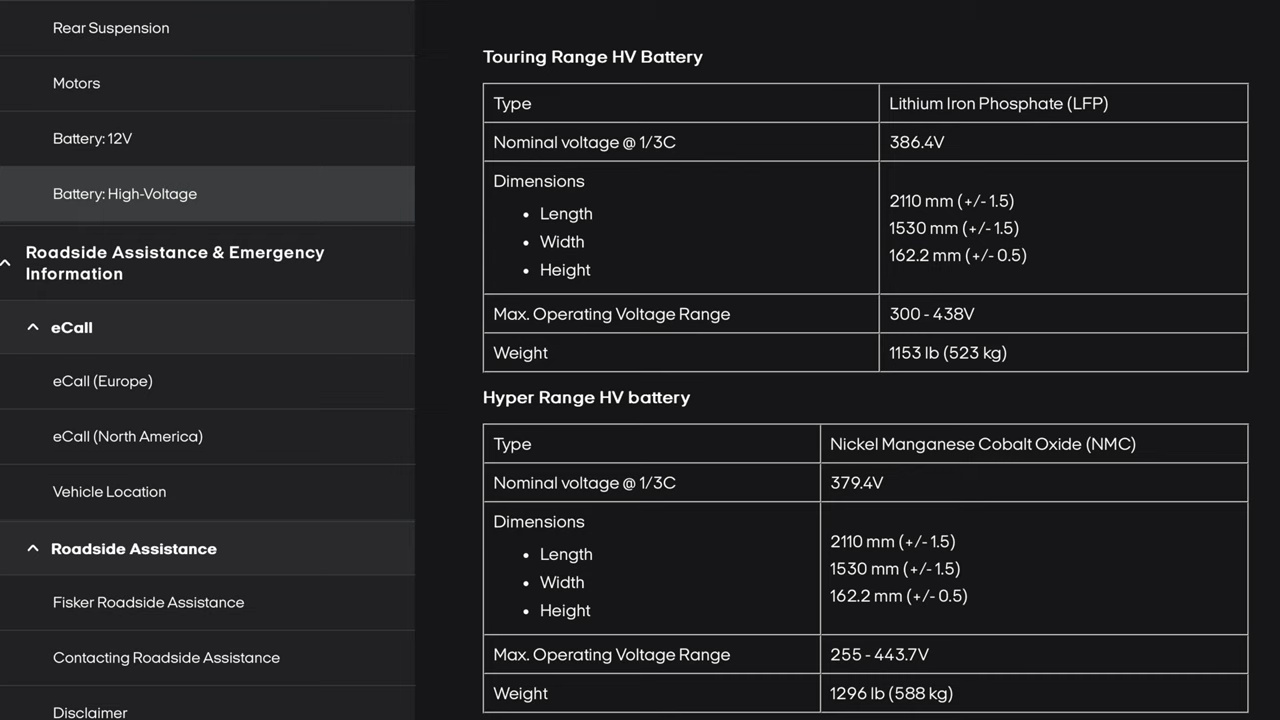 Rear Suspension
Motors
Battery: 12V
Battery: High-Voltage
Roadside Assistance & Emergency
Information
eCall
eCall (Europe)
eCall (North America)
Vehicle Location
Roadside Assistance
Fisker Roadside Assistance
Contacting Roadside Assistance
Disclaimer
Touring Range HV Battery
Type Lithium Iron Phosphate (LFP)
Nominal voltage @ 1/3C 386.4V
Dimensions
• Length 2110 mm (+/- 1.5)
• Width 1530 mm (+/- 1.5)
• Height 162.2 mm (+/- 0.5)
Max. Operating Voltage Range 300 - 438V
Weight 1153 lb (523 kg)
Hyper Range HV battery
Type Nickel Manganese Cobalt Oxide (NMC)
Nominal voltage @ 1/3C 379.4V
Dimensions
• Length 2110 mm (+/- 1.5)
• Width 1530 mm (+/- 1.5)
• Height 162.2 mm (+/- 0.5)
Max. Operating Voltage Range 255 - 443.7V
Weight 1296 lb (588 kg)